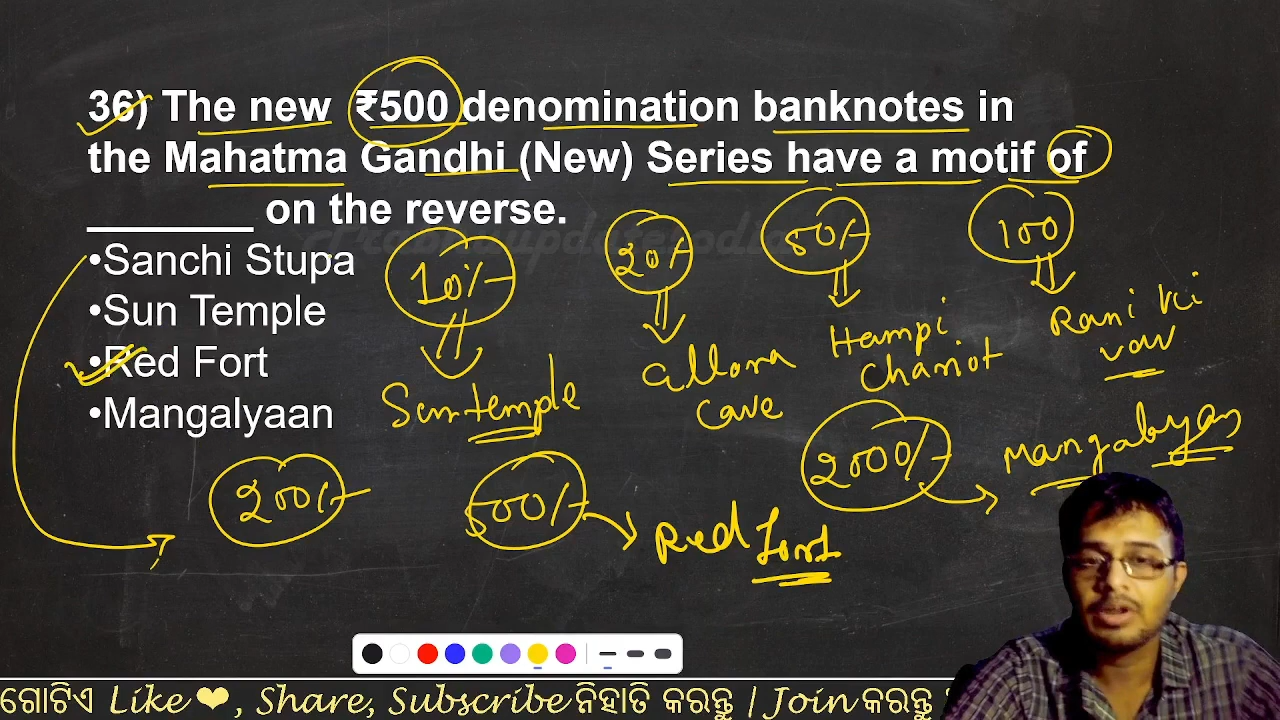 36) The new ₹500 denomination banknotes in
the Mahatma Gandhi (New) Series have a motif of
________ on the reverse.
•Sanchi Stupa
•Sun Temple
•Red Fort
•Mangalyaan
10/-
20/-
50/-
100
Sun temple
allora
cave
Hampi
chariot
Rani ki
vav
200/-
500/-
Red Fort
2000/-
Mangalyan
ଗୋଟିଏ Like ❤, Share, Subscribe ନିହାତି କରନ୍ତୁ | Join କରନ୍ତୁ